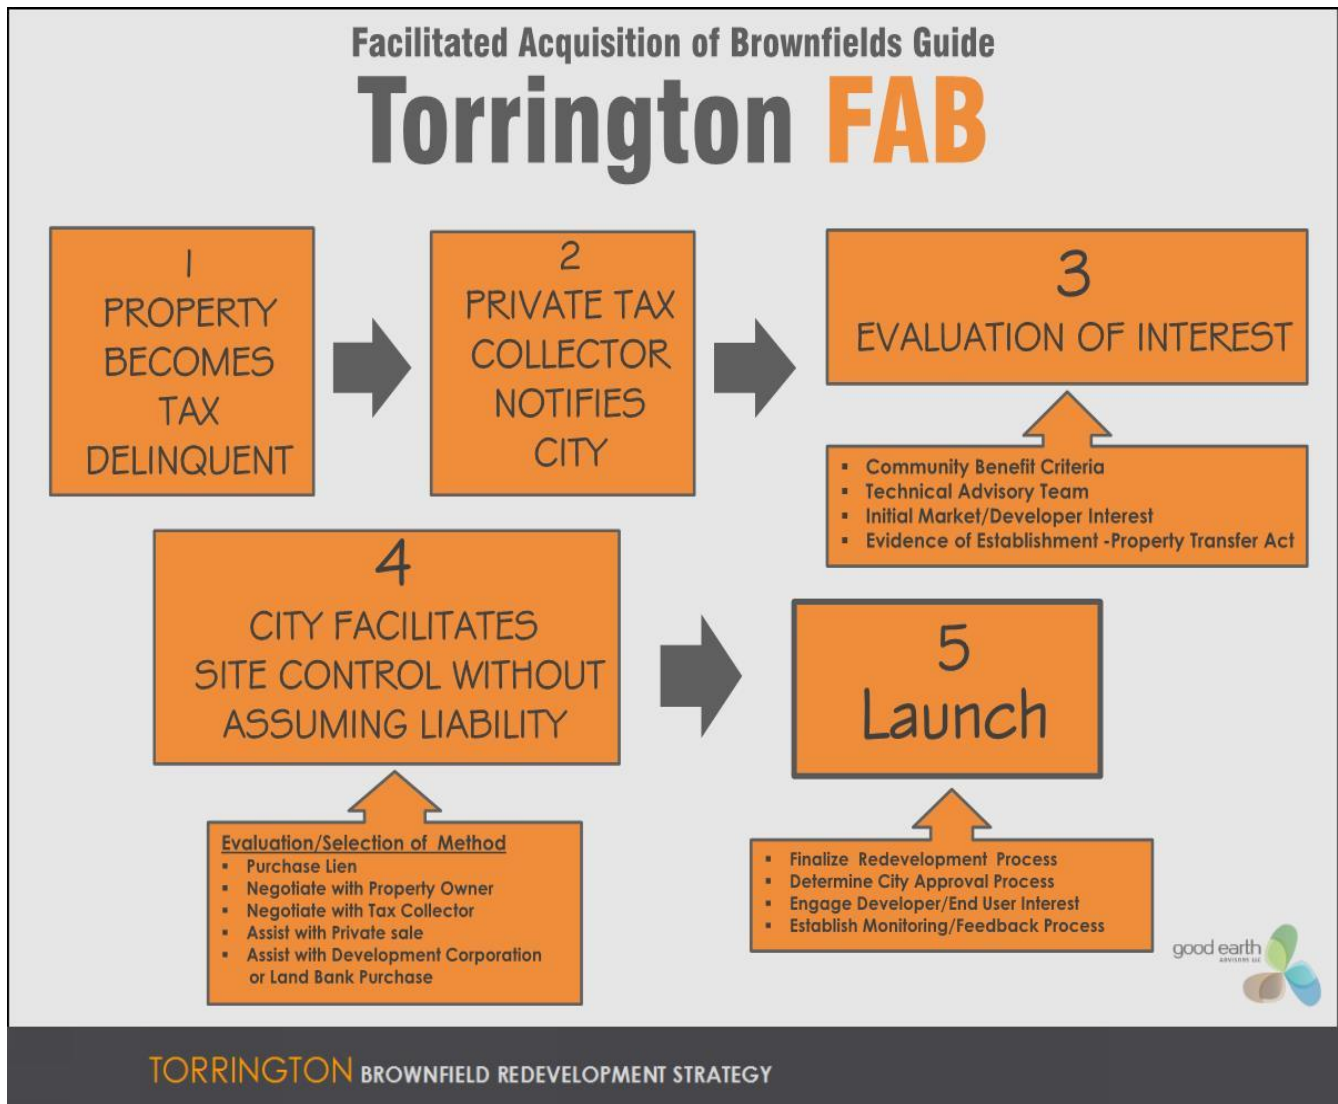 Facilitated Acquisition of Brownfields Guide
Torrington FAB
1
PROPERTY
BECOMES
TAX
DELINQUENT
2
PRIVATE TAX
COLLECTOR
NOTIFIES
CITY
3
EVALUATION OF INTEREST
▪ Community Benefit Criteria
▪ Technical Advisory Team
▪ Initial Market/Developer Interest
▪ Evidence of Establishment -Property Transfer Act
4
CITY FACILITATES
SITE CONTROL WITHOUT
ASSUMING LIABILITY
Evaluation/Selection of Method
▪ Purchase Lien
▪ Negotiate with Property Owner
▪ Negotiate with Tax Collector
▪ Assist with Private sale
▪ Assist with Development Corporation
or Land Bank Purchase
5
Launch
▪ Finalize Redevelopment Process
▪ Determine City Approval Process
▪ Engage Developer/End User Interest
▪ Establish Monitoring/Feedback Process
good earth
ADVISORS LLC
TORRINGTON BROWNFIELD REDEVELOPMENT STRATEGY